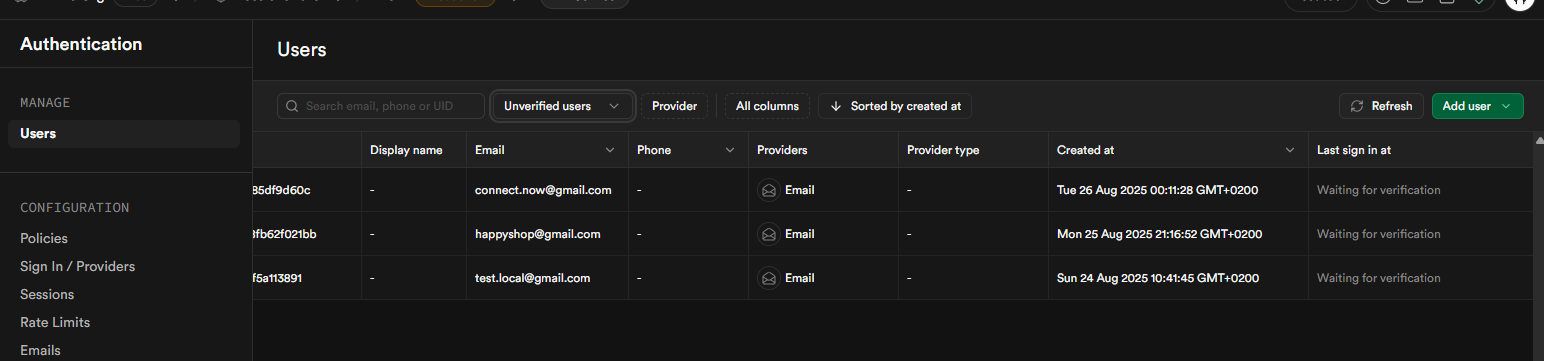 Authentication
Users
MANAGE
Search email, phone or UID
Unverified users
Provider
All columns
Sorted by created at
Refresh
Add user
Users
Display name
Email
Phone
Providers
Provider type
Created at
Last sign in at
85df9d60c
-
connect.now@gmail.com
-
Email
-
Tue 26 Aug 2025 00:11:28 GMT+0200
Waiting for verification
fb62f021bb
-
happyshop@gmail.com
-
Email
-
Mon 25 Aug 2025 21:16:52 GMT+0200
Waiting for verification
f5a113891
-
test.local@gmail.com
-
Email
-
Sun 24 Aug 2025 10:41:45 GMT+0200
Waiting for verification
CONFIGURATION
Policies
Sign In / Providers
Sessions
Rate Limits
Emails